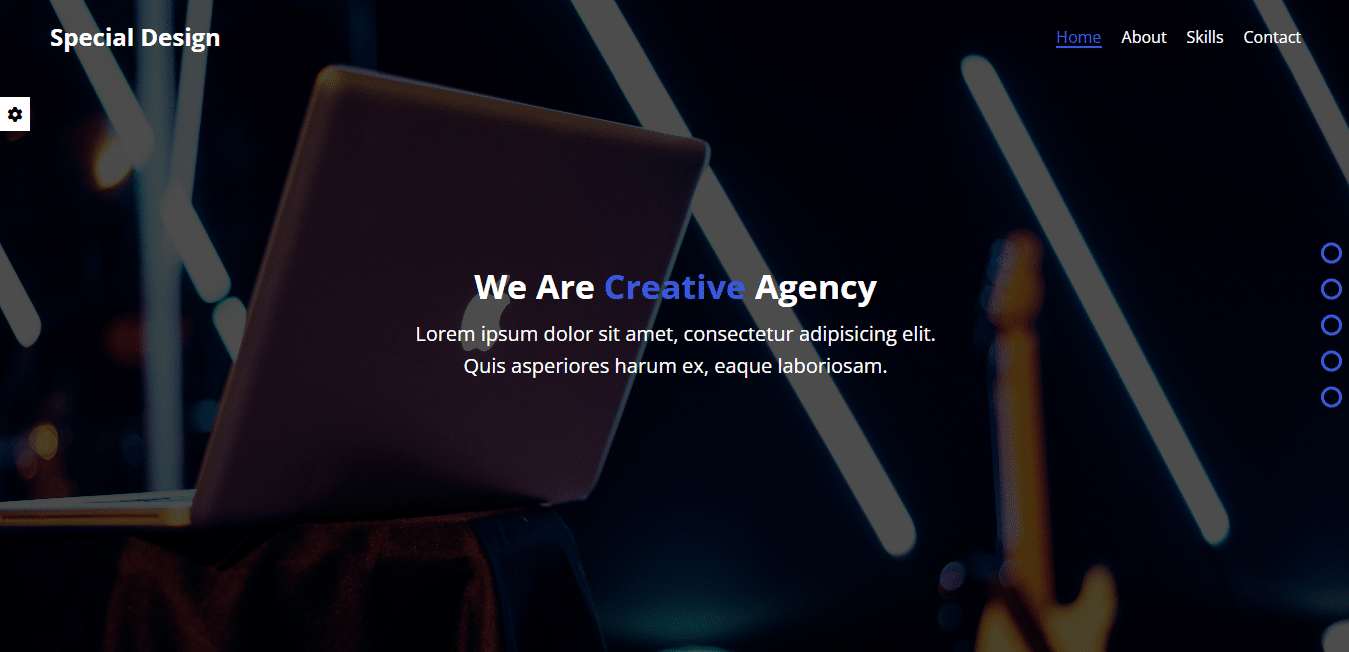 Special Design
Home About Skills Contact
We Are Creative Agency
Lorem ipsum dolor sit amet, consectetur adipisicing elit.
Quis asperiores harum ex, eaque laboriosam.